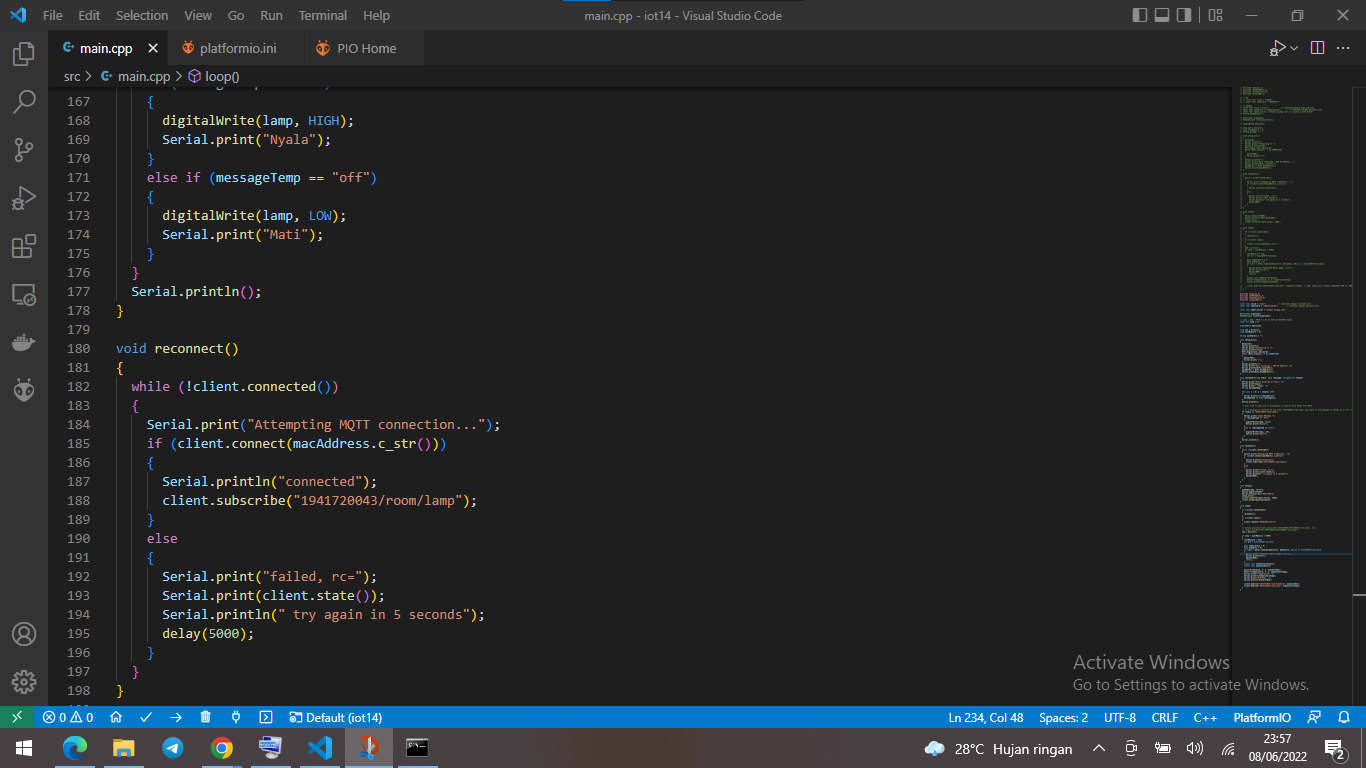 File Edit Selection View Go Run Terminal Help
main.cpp - iot14 - Visual Studio Code
main.cpp platformio.ini PIO Home
src > main.cpp > loop()
167 {
168 digitalWrite(lamp, HIGH);
169 Serial.print("Nyala");
170 }
171 else if (messageTemp == "off")
172 {
173 digitalWrite(lamp, LOW);
174 Serial.print("Mati");
175 }
176 }
177 Serial.println();
178 }
179
180 void reconnect()
181 {
182 while (!client.connected())
183 {
184 Serial.print("Attempting MQTT connection...");
185 if (client.connect(macAddress.c_str()))
186 {
187 Serial.println("connected");
188 client.subscribe("1941720043/room/lamp");
189 }
190 else
191 {
192 Serial.print("failed, rc=");
193 Serial.print(client.state());
194 Serial.println(" try again in 5 seconds");
195 delay(5000);
196 }
197 }
198 }
Activate Windows
Go to Settings to activate Windows.
0 0 Default (iot14) Ln 234, Col 48 Spaces: 2 UTF-8 CRLF C++ PlatformIO
28°C Hujan ringan
23:57
08/06/2022
2